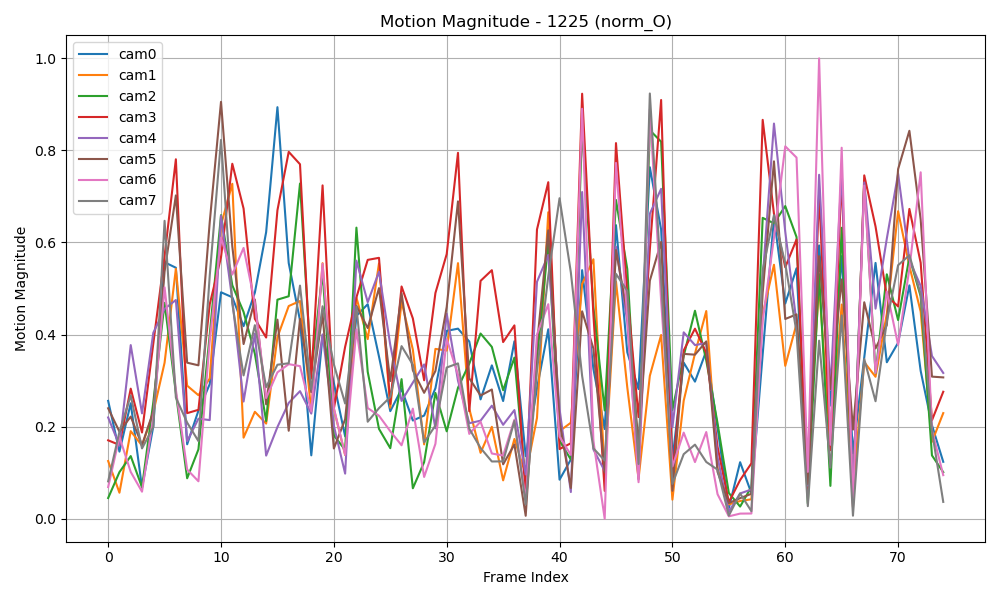 Motion Magnitude - 1225 (norm_O)
cam0
cam1
cam2
cam3
cam4
cam5
cam6
cam7
1.0
0.8
0.6
0.4
0.2
0.0
Motion Magnitude
0 10 20 30 40 50 60 70
Frame Index